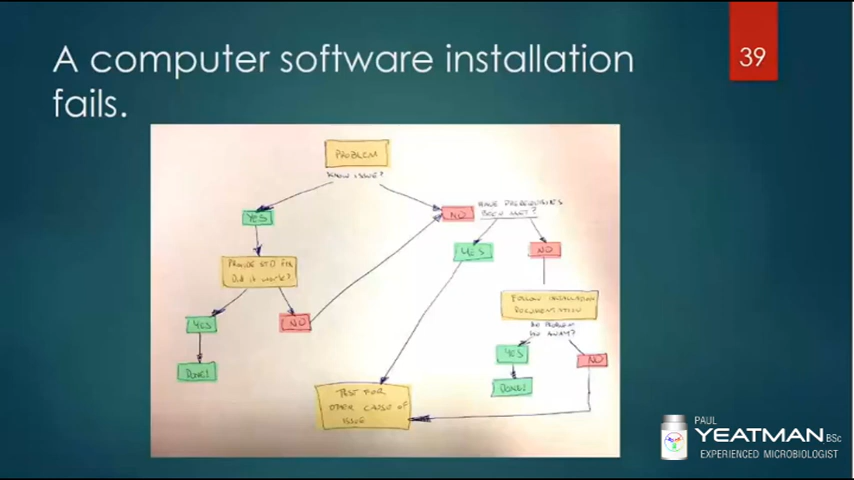 A computer software installation
fails.
39
PROBLEM
KNOW ISSUE?
YES
NO
HAVE PREREQUISITES
BEEN MET?
YES
NO
PROVIDE STD FIX
Did it work?
FOLLOW INSTALLATION
DOCUMENTATION
YES
NO
DID PROBLEM
GO AWAY?
YES
NO
DONE!
DONE!
TEST FOR
OTHER CAUSE OF
ISSUE
PAUL
YEATMAN BSc
EXPERIENCED MICROBIOLOGIST